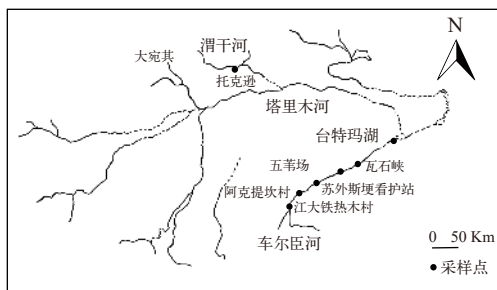 N
渭干河
大宛其
托克逊
塔里木河
台特玛湖
五苇场
瓦石峡
阿克提坎村
苏外斯埂看护站
江大铁热木村
车尔臣河
0 50 Km
采样点